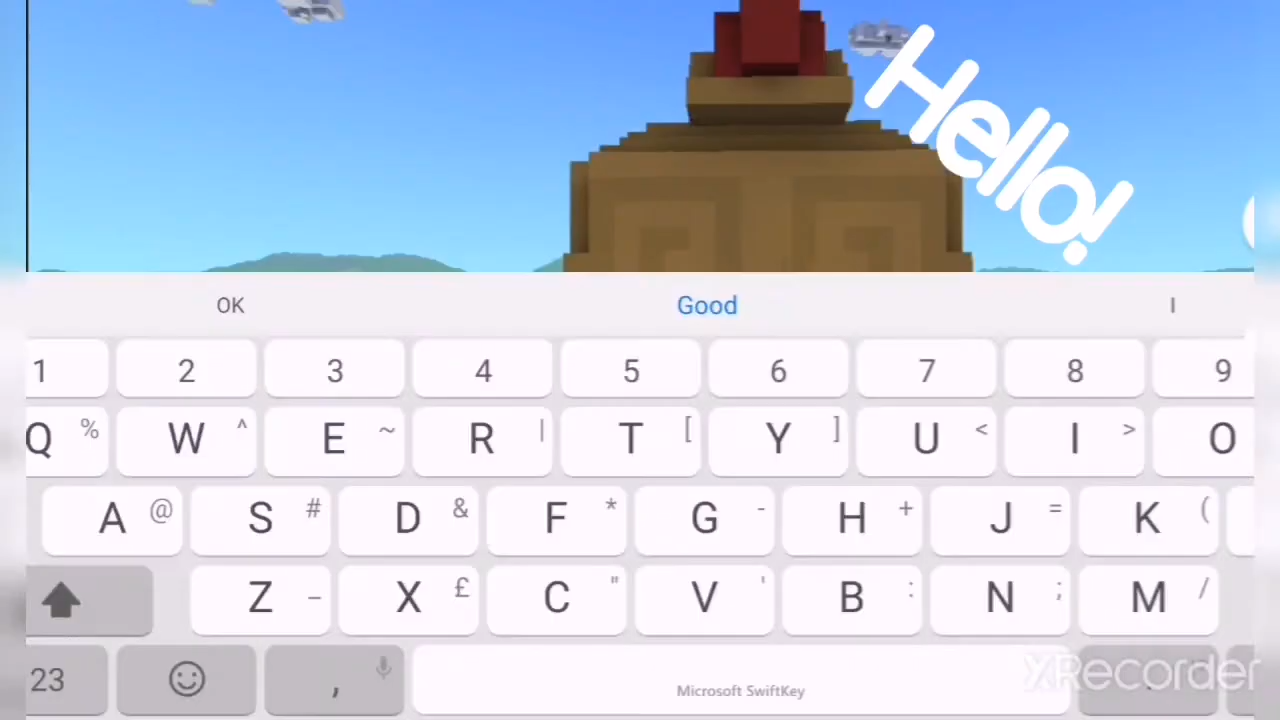 Hello!
OK Good I
1 2 3 4 5 6 7 8 9
Q % W ^ E ~ R | T [ Y ] U < I > O
A @ S # D & F * G - H + J = K (
Z _ X £ C " V ' B : N ; M /
23 , Microsoft SwiftKey .
XRecorder